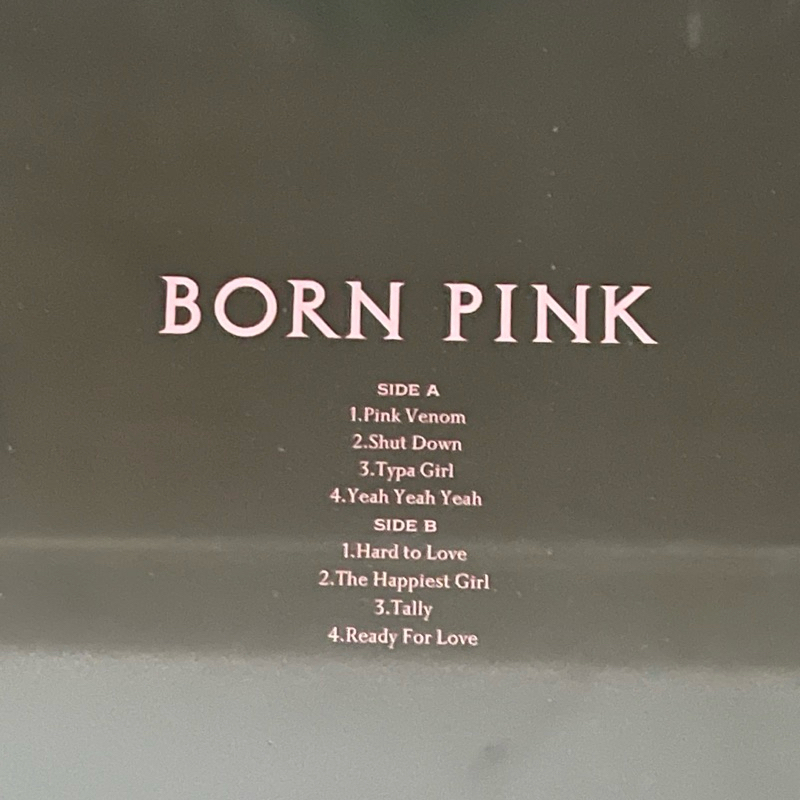 BORN PINK
SIDE A
1.Pink Venom
2.Shut Down
3.Typa Girl
4.Yeah Yeah Yeah
SIDE B
1.Hard to Love
2.The Happiest Girl
3.Tally
4.Ready For Love